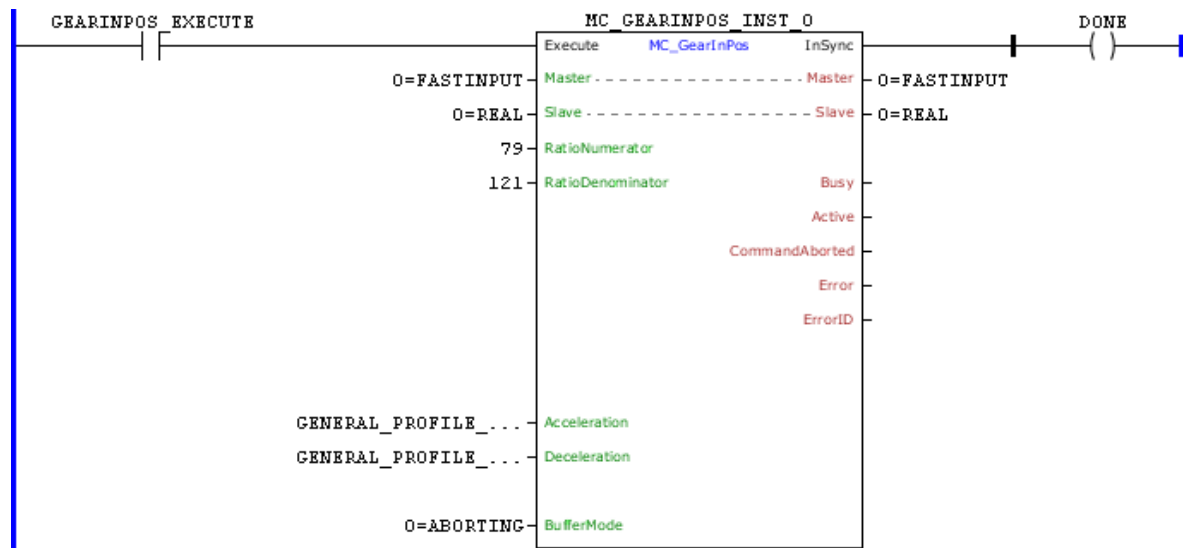 GEARINPOS_EXECUTE MC_GEARINPOS_INST_0 DONE
Execute MC_GearInPos InSync
0=FASTINPUT Master Master 0=FASTINPUT
0=REAL Slave Slave 0=REAL
79 RatioNumerator
121 RatioDenominator Busy
Active
CommandAborted
Error
ErrorID
GENERAL_PROFILE_... Acceleration
GENERAL_PROFILE_... Deceleration
0=ABORTING BufferMode